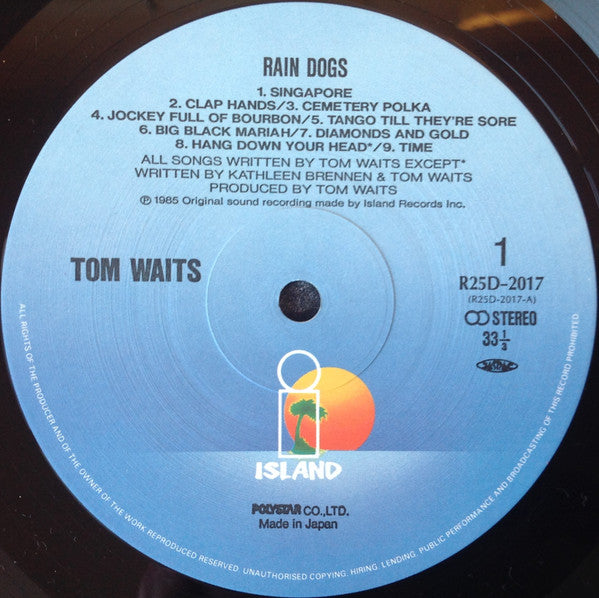 RAIN DOGS
1. SINGAPORE
2. CLAP HANDS/3. CEMETERY POLKA
4. JOCKEY FULL OF BOURBON/5. TANGO TILL THEY'RE SORE
6. BIG BLACK MARIAH/7. DIAMONDS AND GOLD
8. HANG DOWN YOUR HEAD*/9. TIME
ALL SONGS WRITTEN BY TOM WAITS EXCEPT*
WRITTEN BY KATHLEEN BRENNEN & TOM WAITS
PRODUCED BY TOM WAITS
Ⓟ 1985 Original sound recording made by Island Records Inc.
TOM WAITS
1
R25D-2017
(R25D-2017-A)
STEREO
33 1/3
i
ISLAND
POLYSTAR CO.,LTD.
Made in Japan
ALL RIGHTS OF THE PRODUCER AND OF THE OWNER OF THE WORK REPRODUCED RESERVED. UNAUTHORISED COPYING. HIRING. LENDING. PUBLIC PERFORMANCE AND BROADCASTING OF THIS RECORD PROHIBITED